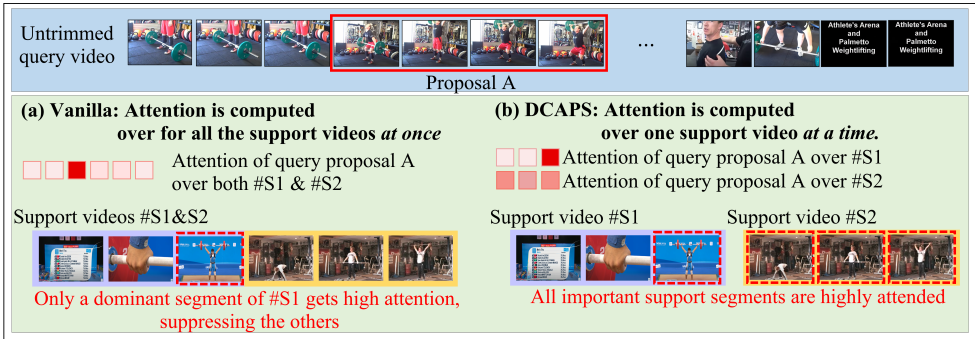 Untrimmed
query video
...
Athlete's Arena
and
Palmetto
Weightlifting
Athlete's Arena
and
Palmetto
Weightlifting
Proposal A
(a) Vanilla: Attention is computed
over for all the support videos at once
Attention of query proposal A
over both #S1 & #S2
Support videos #S1&S2
Only a dominant segment of #S1 gets high attention,
suppressing the others
(b) DCAPS: Attention is computed
over one support video at a time.
Attention of query proposal A over #S1
Attention of query proposal A over #S2
Support video #S1
Support video #S2
All important support segments are highly attended